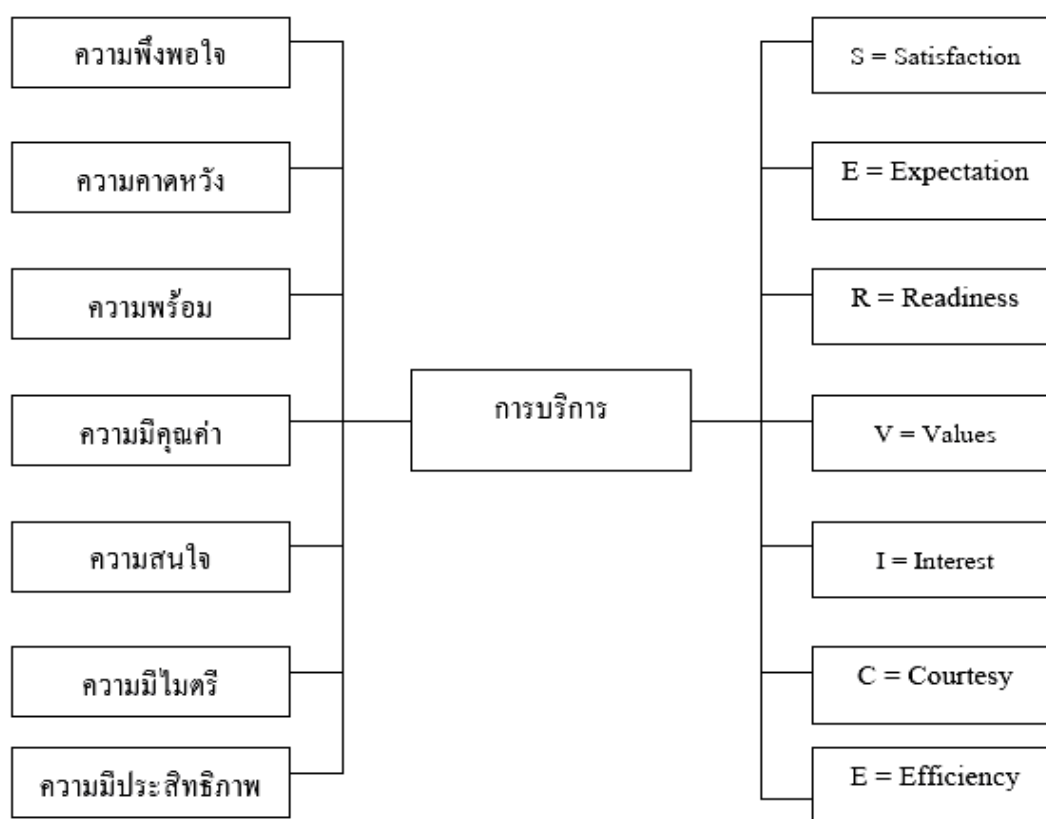 ความพึงพอใจ
S = Satisfaction
ความคาดหวัง
E = Expectation
ความพร้อม
R = Readiness
การบริการ
ความมีคุณค่า
V = Values
ความสนใจ
I = Interest
ความมีไมตรี
C = Courtesy
ความมีประสิทธิภาพ
E = Efficiency